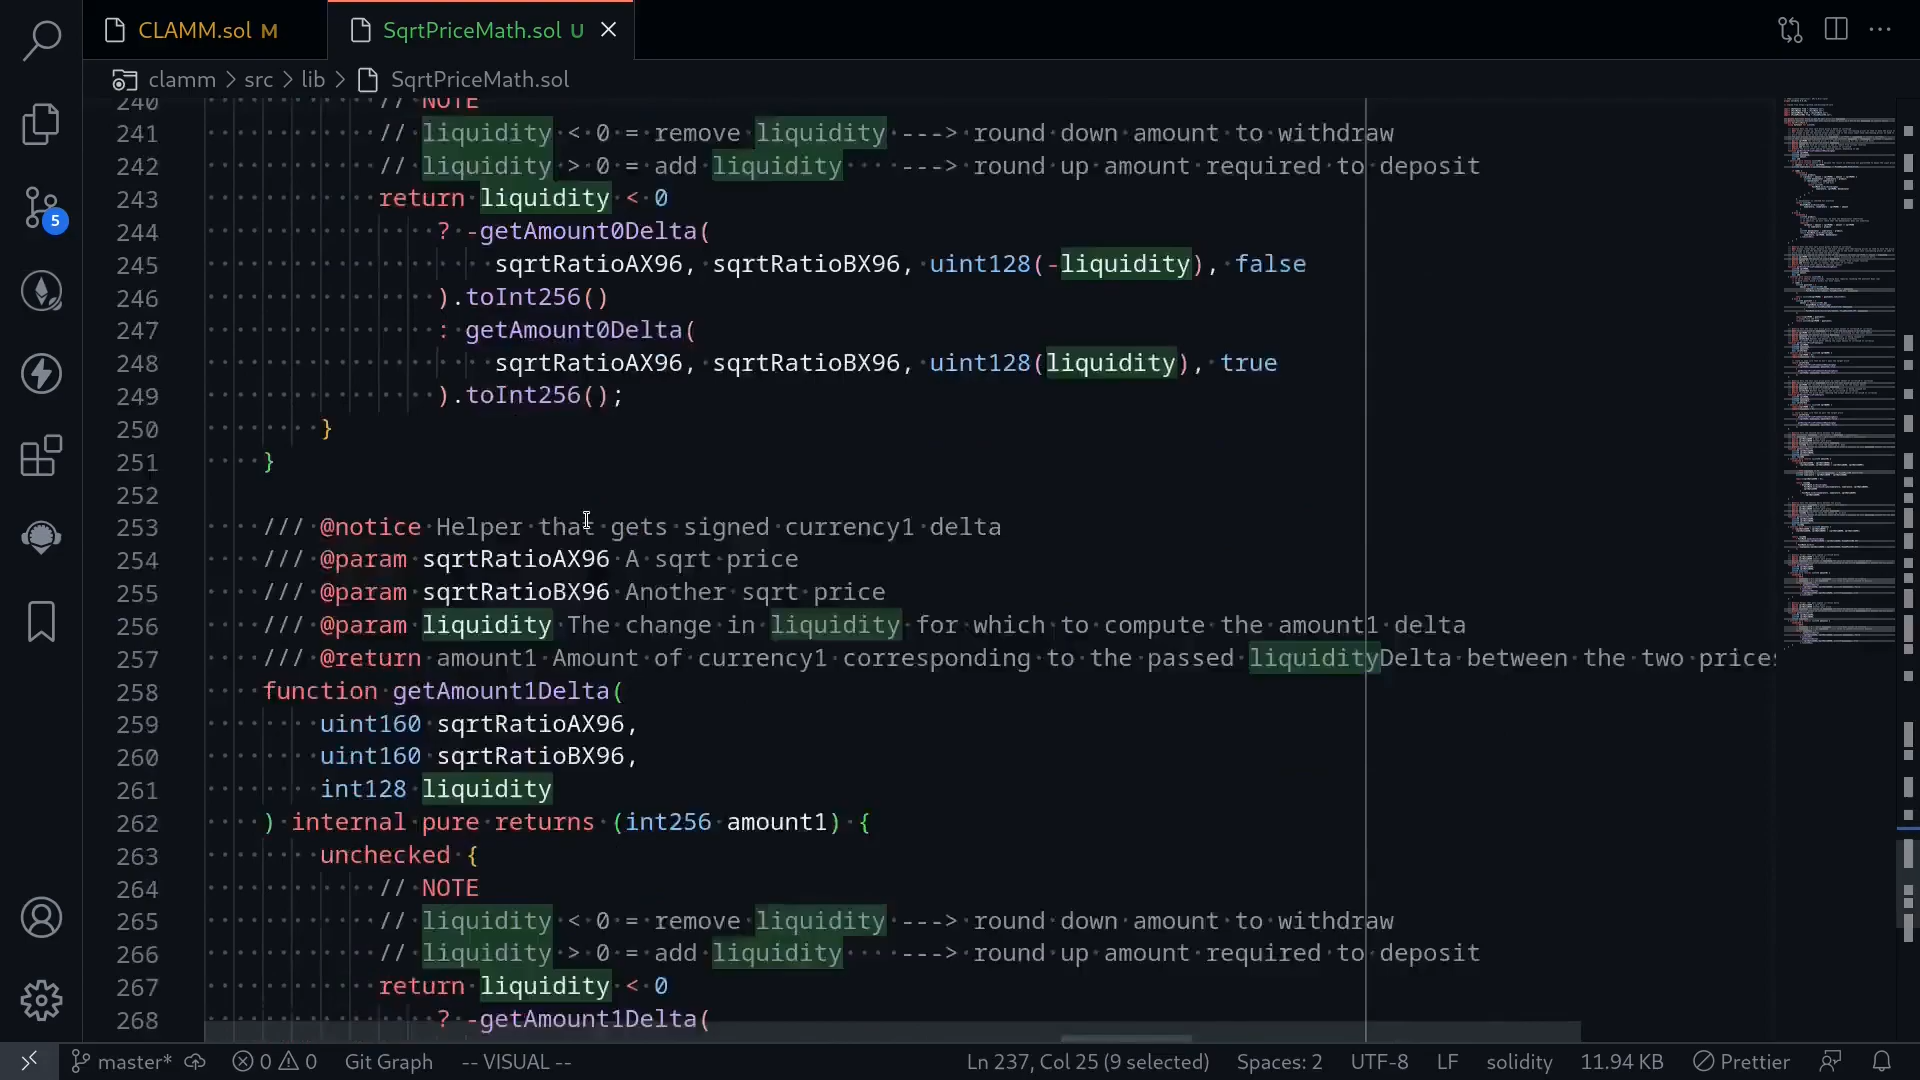 CLAMM.sol M
SqrtPriceMath.sol U
clamm > src > lib > SqrtPriceMath.sol
240 // NOTE
241 // liquidity < 0 = remove liquidity ---> round down amount to withdraw
242 // liquidity > 0 = add liquidity ---> round up amount required to deposit
243 return liquidity < 0
244 ? -getAmount0Delta(
245 sqrtRatioAX96, sqrtRatioBX96, uint128(-liquidity), false
246 ).toInt256()
247 : getAmount0Delta(
248 sqrtRatioAX96, sqrtRatioBX96, uint128(liquidity), true
249 ).toInt256();
250 }
251 }
252
253 /// @notice Helper that gets signed currency1 delta
254 /// @param sqrtRatioAX96 A sqrt price
255 /// @param sqrtRatioBX96 Another sqrt price
256 /// @param liquidity The change in liquidity for which to compute the amount1 delta
257 /// @return amount1 Amount of currency1 corresponding to the passed liquidityDelta between the two prices
258 function getAmount1Delta(
259 uint160 sqrtRatioAX96,
260 uint160 sqrtRatioBX96,
261 int128 liquidity
262 ) internal pure returns (int256 amount1) {
263 unchecked {
264 // NOTE
265 // liquidity < 0 = remove liquidity ---> round down amount to withdraw
266 // liquidity > 0 = add liquidity ---> round up amount required to deposit
267 return liquidity < 0
268 ? -getAmount1Delta(
5
master* 0 0 Git Graph -- VISUAL -- Ln 237, Col 25 (9 selected) Spaces: 2 UTF-8 LF solidity 11.94 KB Prettier